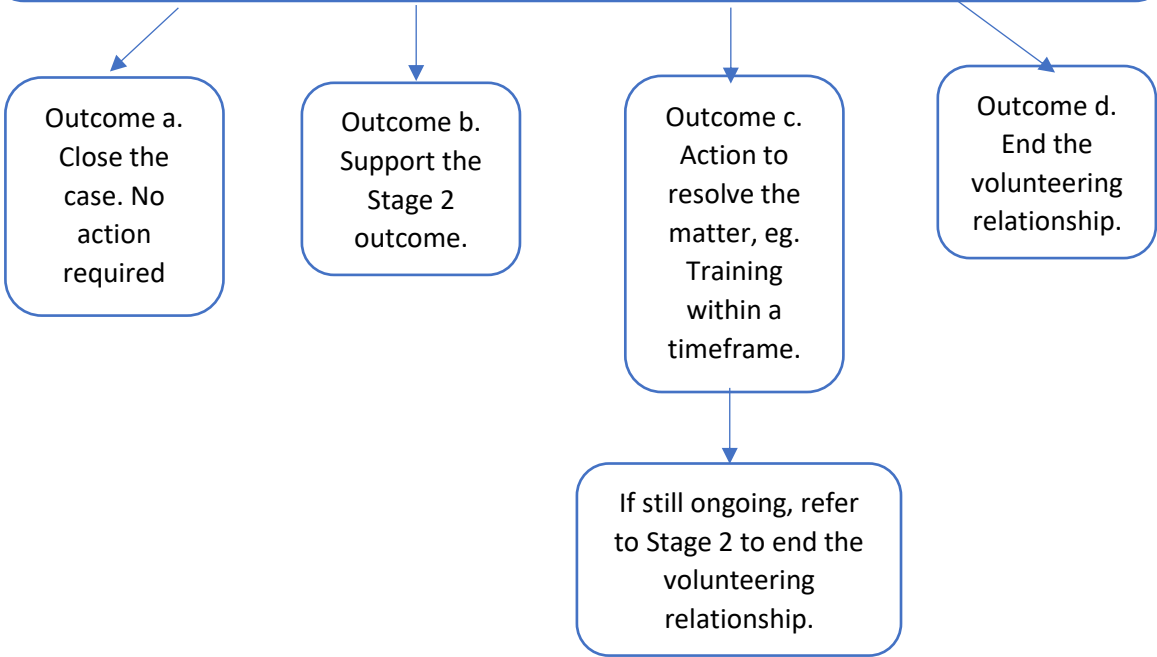 Outcome a.
Close the
case. No
action
required
Outcome b.
Support the
Stage 2
outcome.
Outcome c.
Action to
resolve the
matter, eg.
Training
within a
timeframe.
Outcome d.
End the
volunteering
relationship.
If still ongoing, refer
to Stage 2 to end the
volunteering
relationship.